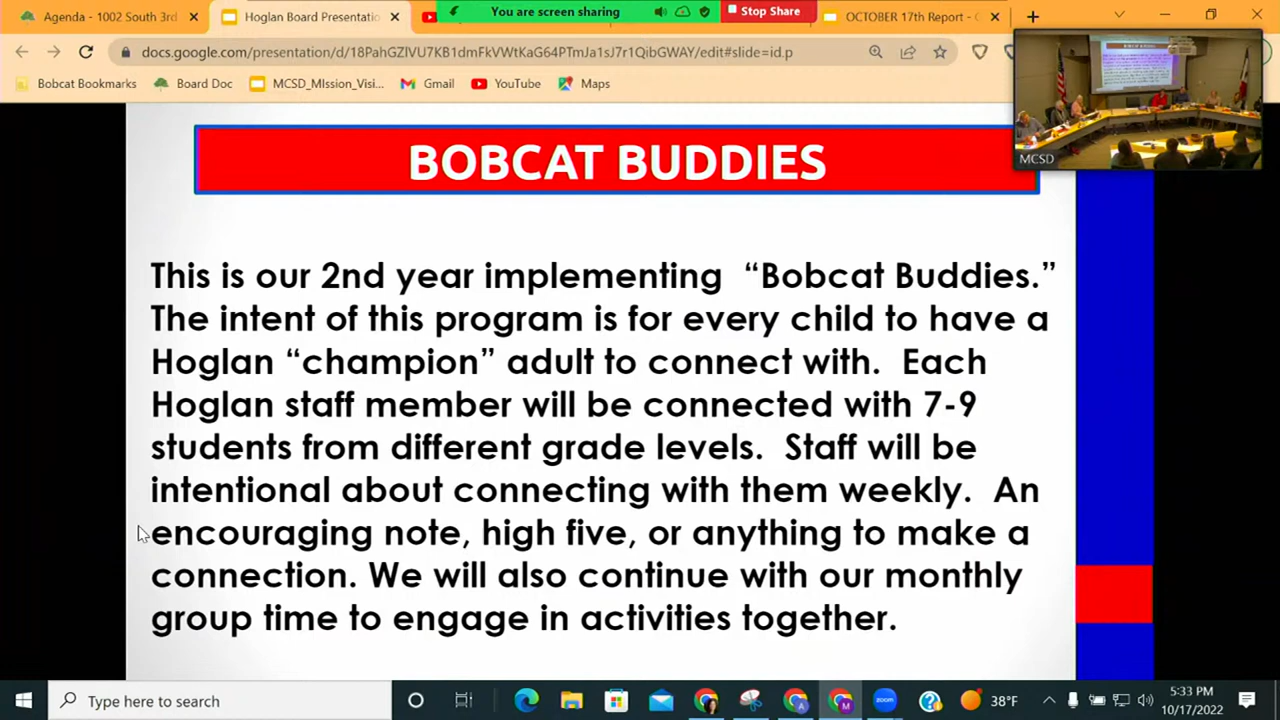 Agenda - 1002 South 3rd
Hoglan Board Presentatio
You are screen sharing
Stop Share
OCTOBER 17th Report -
docs.google.com/presentation/d/18PahGZlVU7KB1dmFkVWtKaG64PTmJa1sJ7r1QibGWAY/edit#slide=id.p
Bobcat Bookmarks
Board Doc
MCSD_Mission_Visi...
Email
YouTube
Maps
MCSD
BOBCAT BUDDIES
This is our 2nd year implementing “Bobcat Buddies.”
The intent of this program is for every child to have a
Hoglan “champion” adult to connect with. Each
Hoglan staff member will be connected with 7-9
students from different grade levels. Staff will be
intentional about connecting with them weekly. An
encouraging note, high five, or anything to make a
connection. We will also continue with our monthly
group time to engage in activities together.
Type here to search
zoom
38°F
5:33 PM
10/17/2022